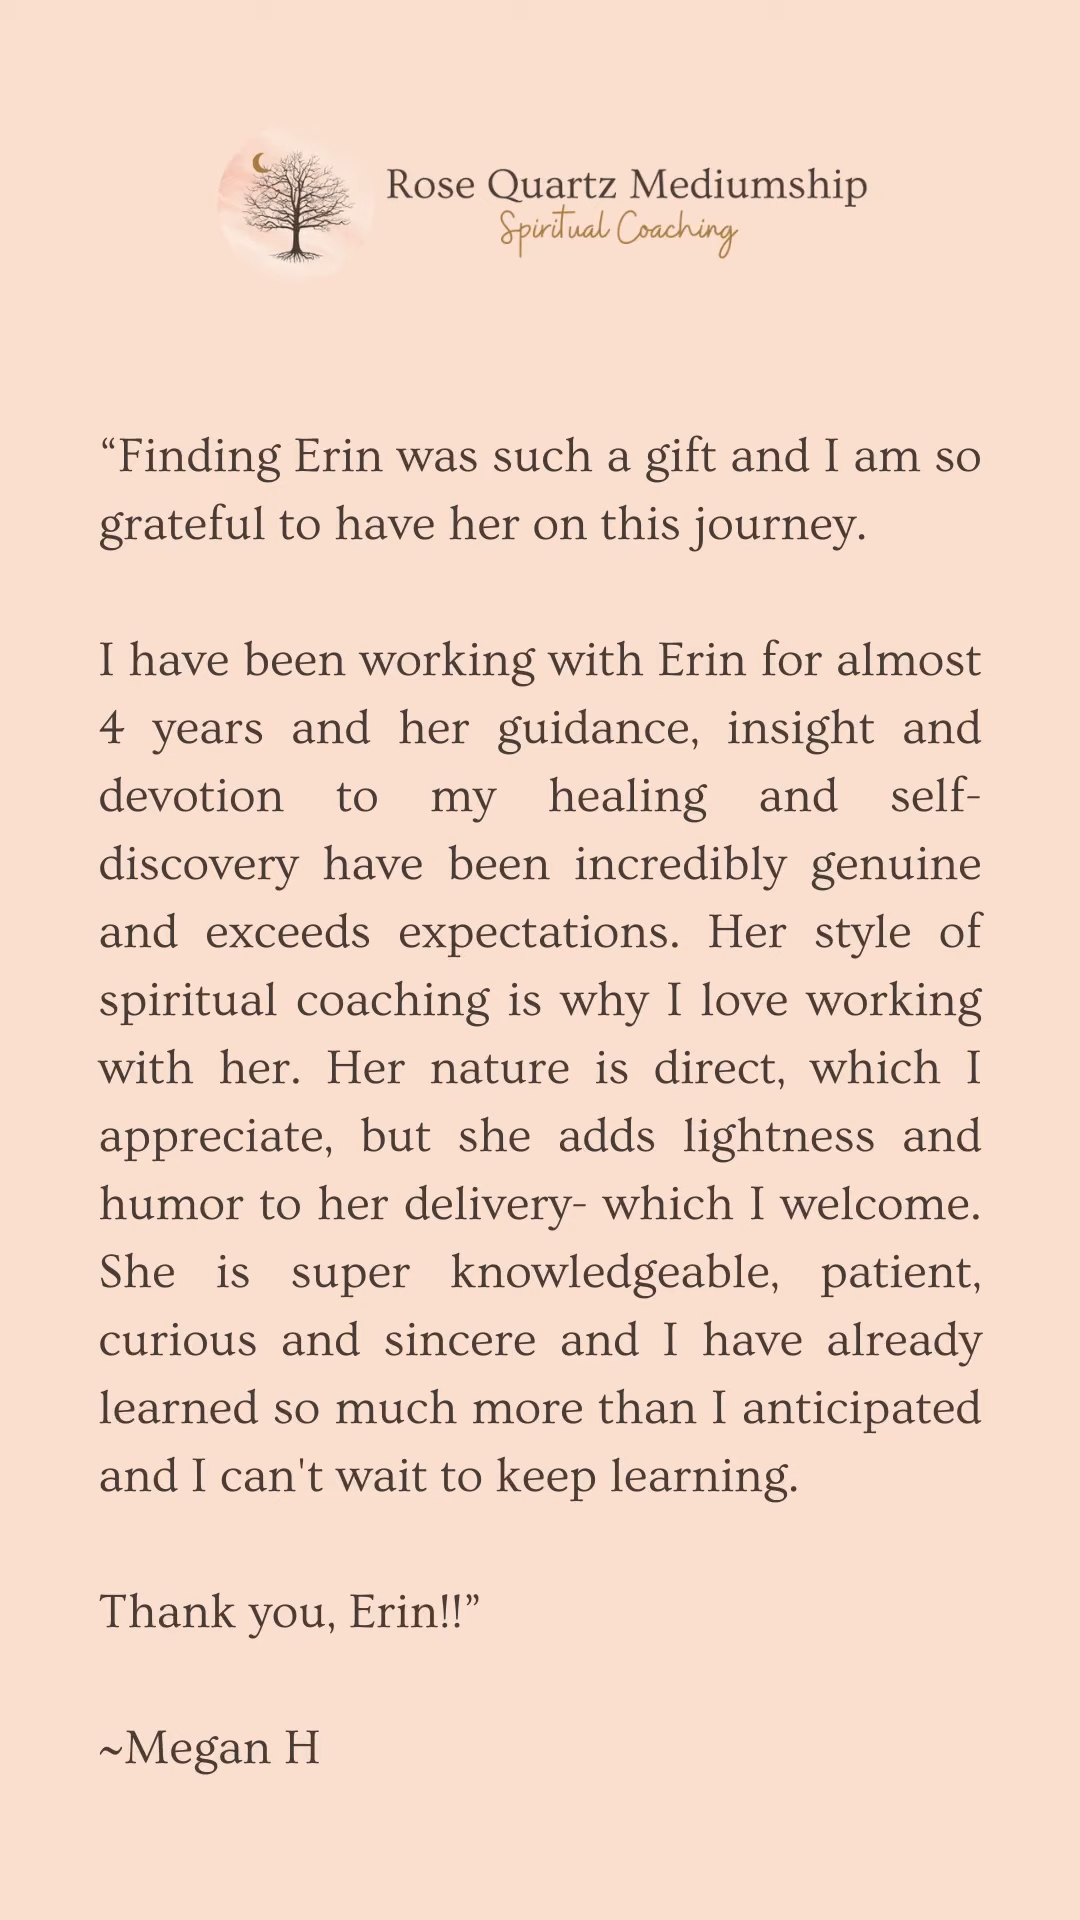 Rose Quartz Mediumship
Spiritual Coaching
“Finding Erin was such a gift and I am so
grateful to have her on this journey.
I have been working with Erin for almost
4 years and her guidance, insight and
devotion to my healing and self-
discovery have been incredibly genuine
and exceeds expectations. Her style of
spiritual coaching is why I love working
with her. Her nature is direct, which I
appreciate, but she adds lightness and
humor to her delivery- which I welcome.
She is super knowledgeable, patient,
curious and sincere and I have already
learned so much more than I anticipated
and I can't wait to keep learning.
Thank you, Erin!!”
~Megan H